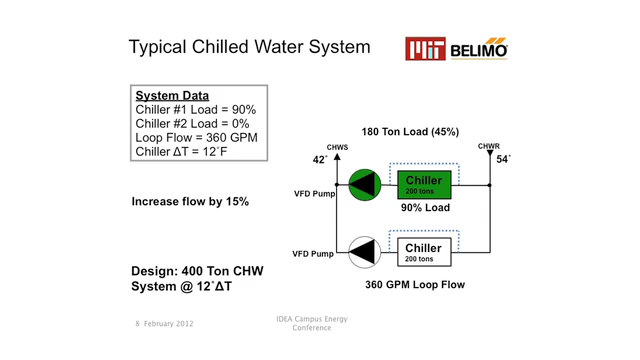 Typical Chilled Water System
MIT
BELIMO
System Data
Chiller #1 Load = 90%
Chiller #2 Load = 0%
Loop Flow = 360 GPM
Chiller ΔT = 12˚F
Increase flow by 15%
Design: 400 Ton CHW
System @ 12˚ΔT
180 Ton Load (45%)
CHWS
CHWR
42˚
54˚
VFD Pump
Chiller
200 tons
90% Load
VFD Pump
Chiller
200 tons
360 GPM Loop Flow
8 February 2012
IDEA Campus Energy
Conference